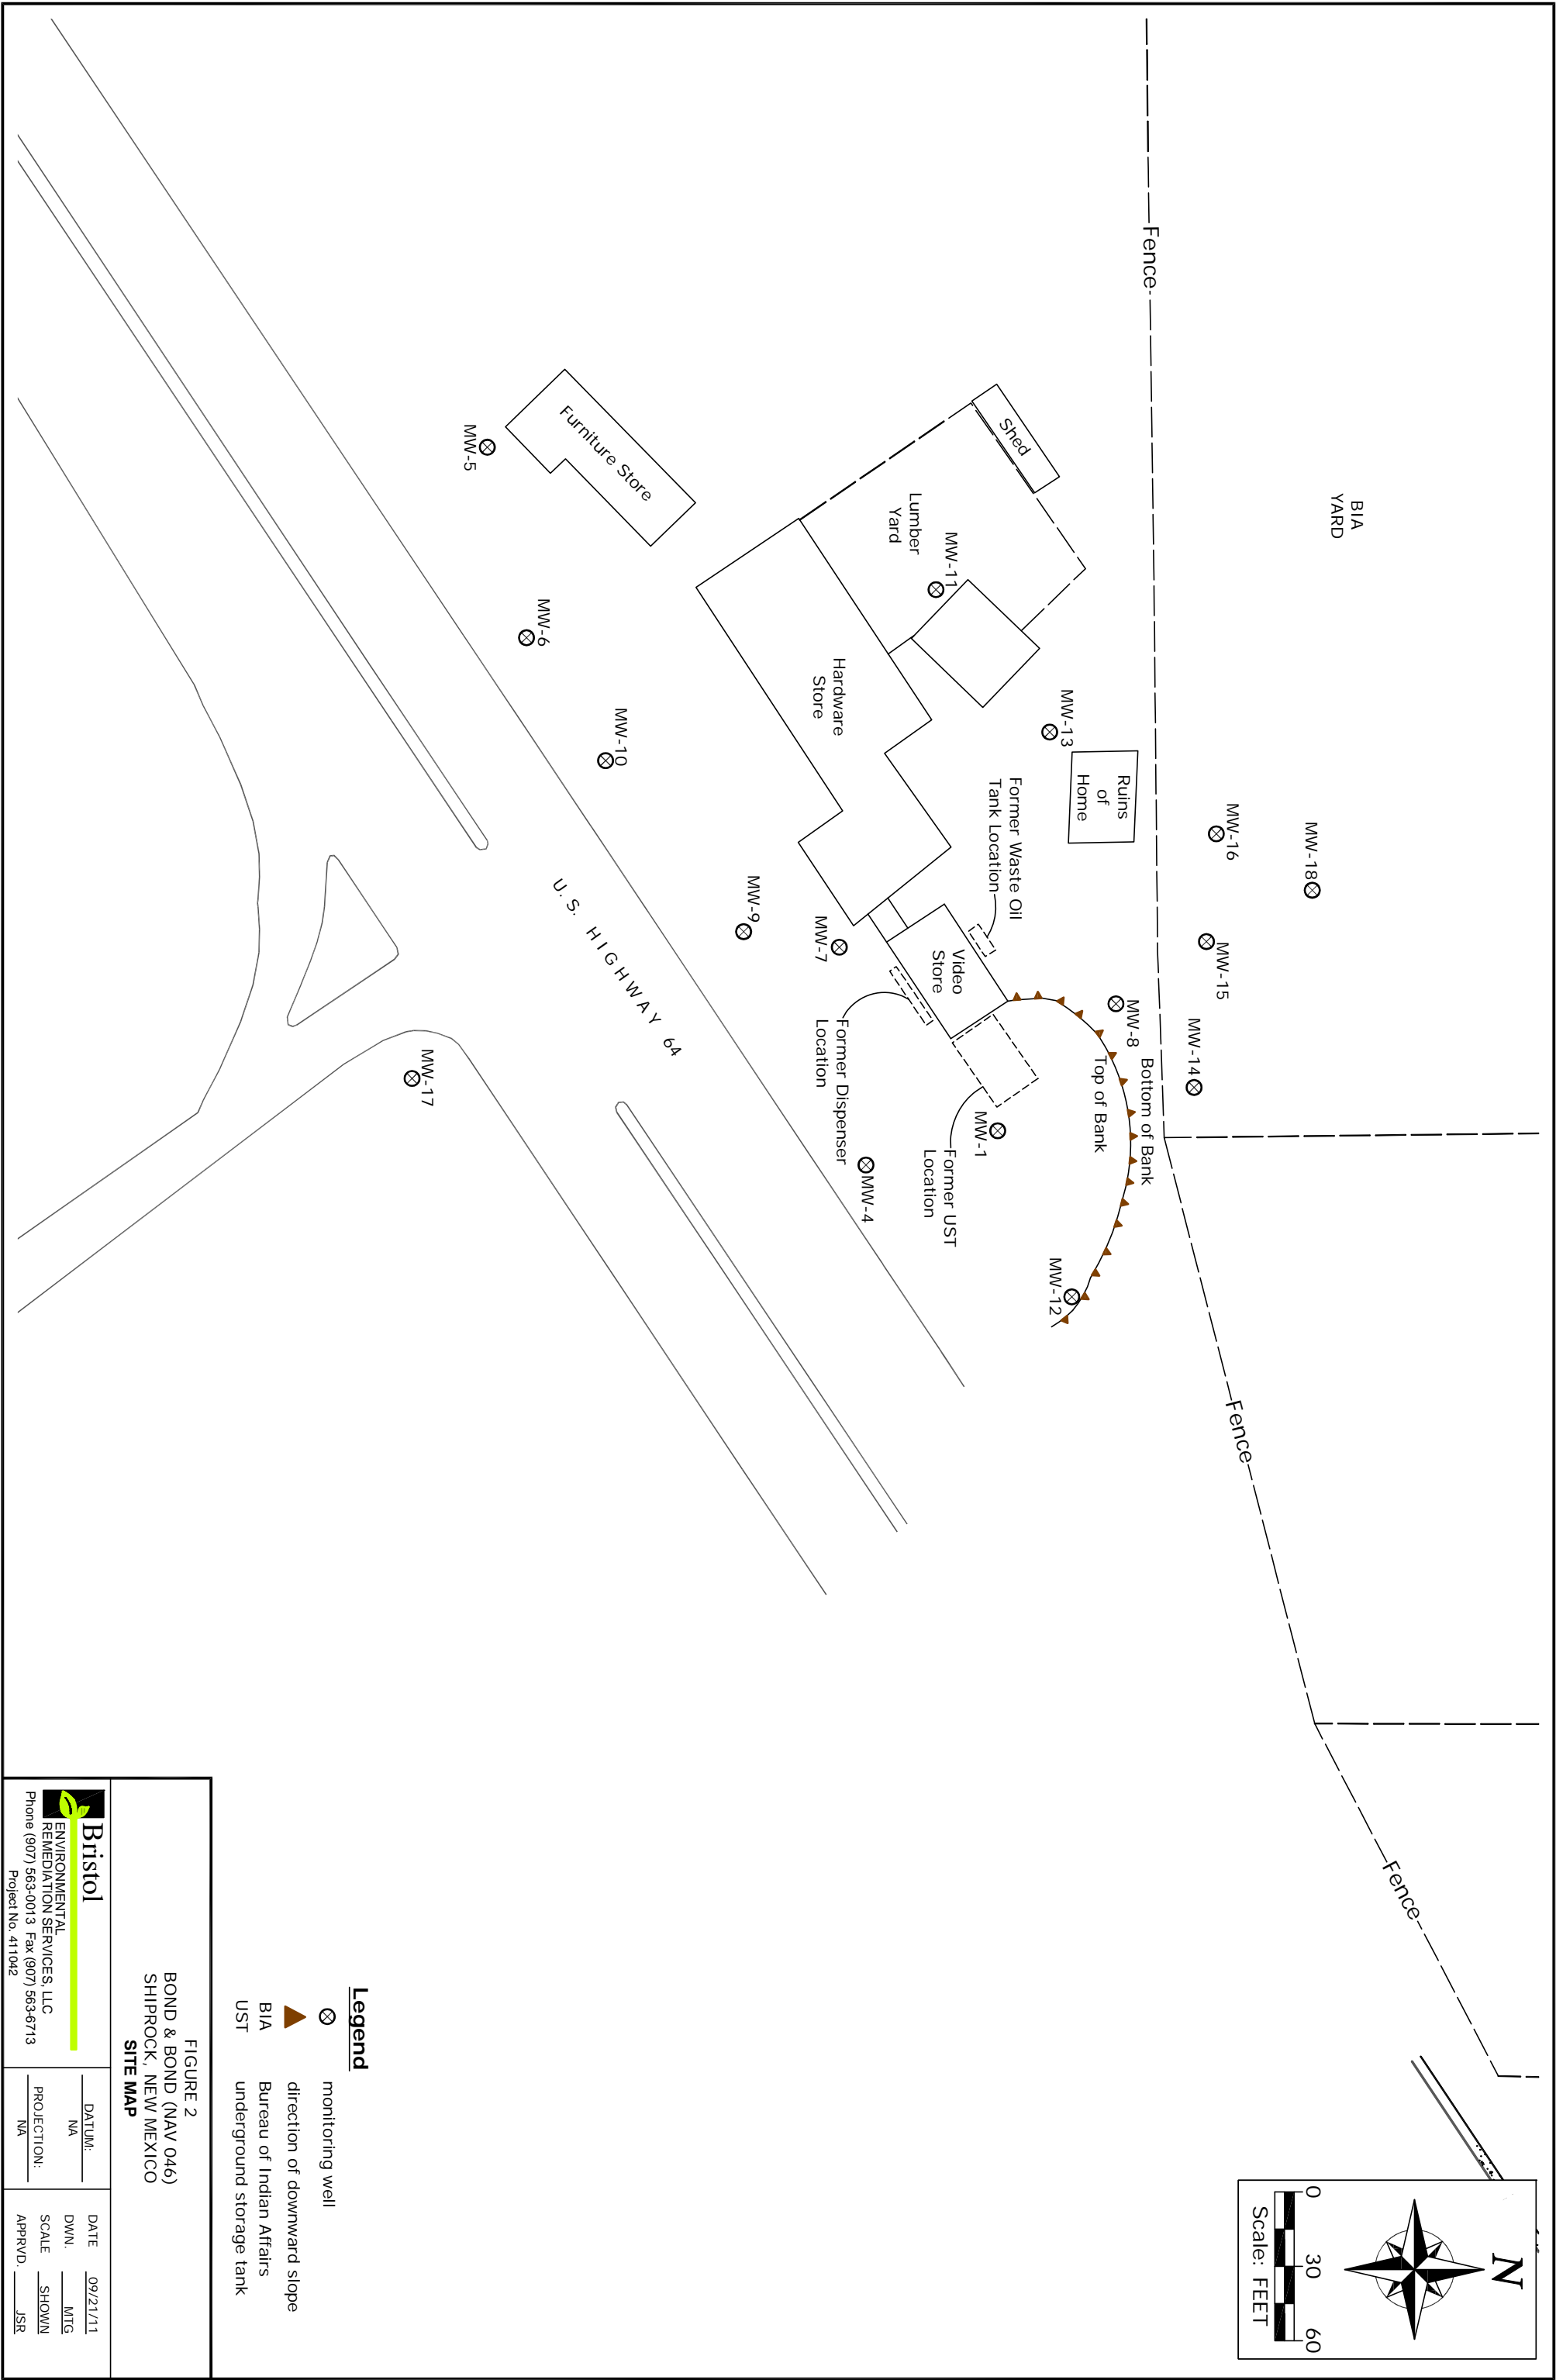 N
0 30 60
Scale: FEET
BIA
YARD
Fence
Fence
Fence
MW-18
MW-16
MW-15
MW-14
Bottom of Bank
Top of Bank
MW-8
Ruins
of
Home
MW-13
MW-12
Shed
Former Waste Oil
Tank Location
MW-1
MW-11
Lumber
Yard
Video
Store
Former UST
Location
MW-4
Hardware
Store
Former Dispenser
Location
MW-7
MW-9
Furniture Store
U. S. HIGHWAY 64
MW-10
MW-6
MW-5
MW-17
Legend
monitoring well
direction of downward slope
BIA Bureau of Indian Affairs
UST underground storage tank
FIGURE 2
BOND & BOND (NAV 046)
SHIPROCK, NEW MEXICO
SITE MAP
Bristol
ENVIRONMENTAL
REMEDIATION SERVICES, LLC
Phone (907) 563-0013 Fax (907) 563-6713
Project No. 411042
DATUM:
NA
PROJECTION:
NA
DATE 09/21/11
DWN. MTG
SCALE SHOWN
APPRVD. JSR